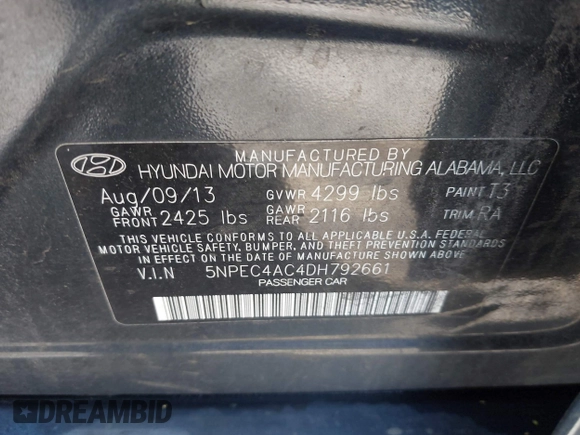 MANUFACTURED BY
HYUNDAI MOTOR MANUFACTURING ALABAMA, LLC
Aug/09/13 GVWR 4299 lbs PAINT T3
GAWR FRONT 2425 lbs GAWR REAR 2116 lbs TRIM RA
THIS VEHICLE CONFORMS TO ALL APPLICABLE U.S.A. FEDERAL
MOTOR VEHICLE SAFETY, BUMPER, AND THEFT PREVENTION STANDARDS
IN EFFECT ON THE DATE OF MANUFACTURE SHOWN ABOVE.
V.I.N 5NPEC4AC4DH792661
PASSENGER CAR
DREAMBID